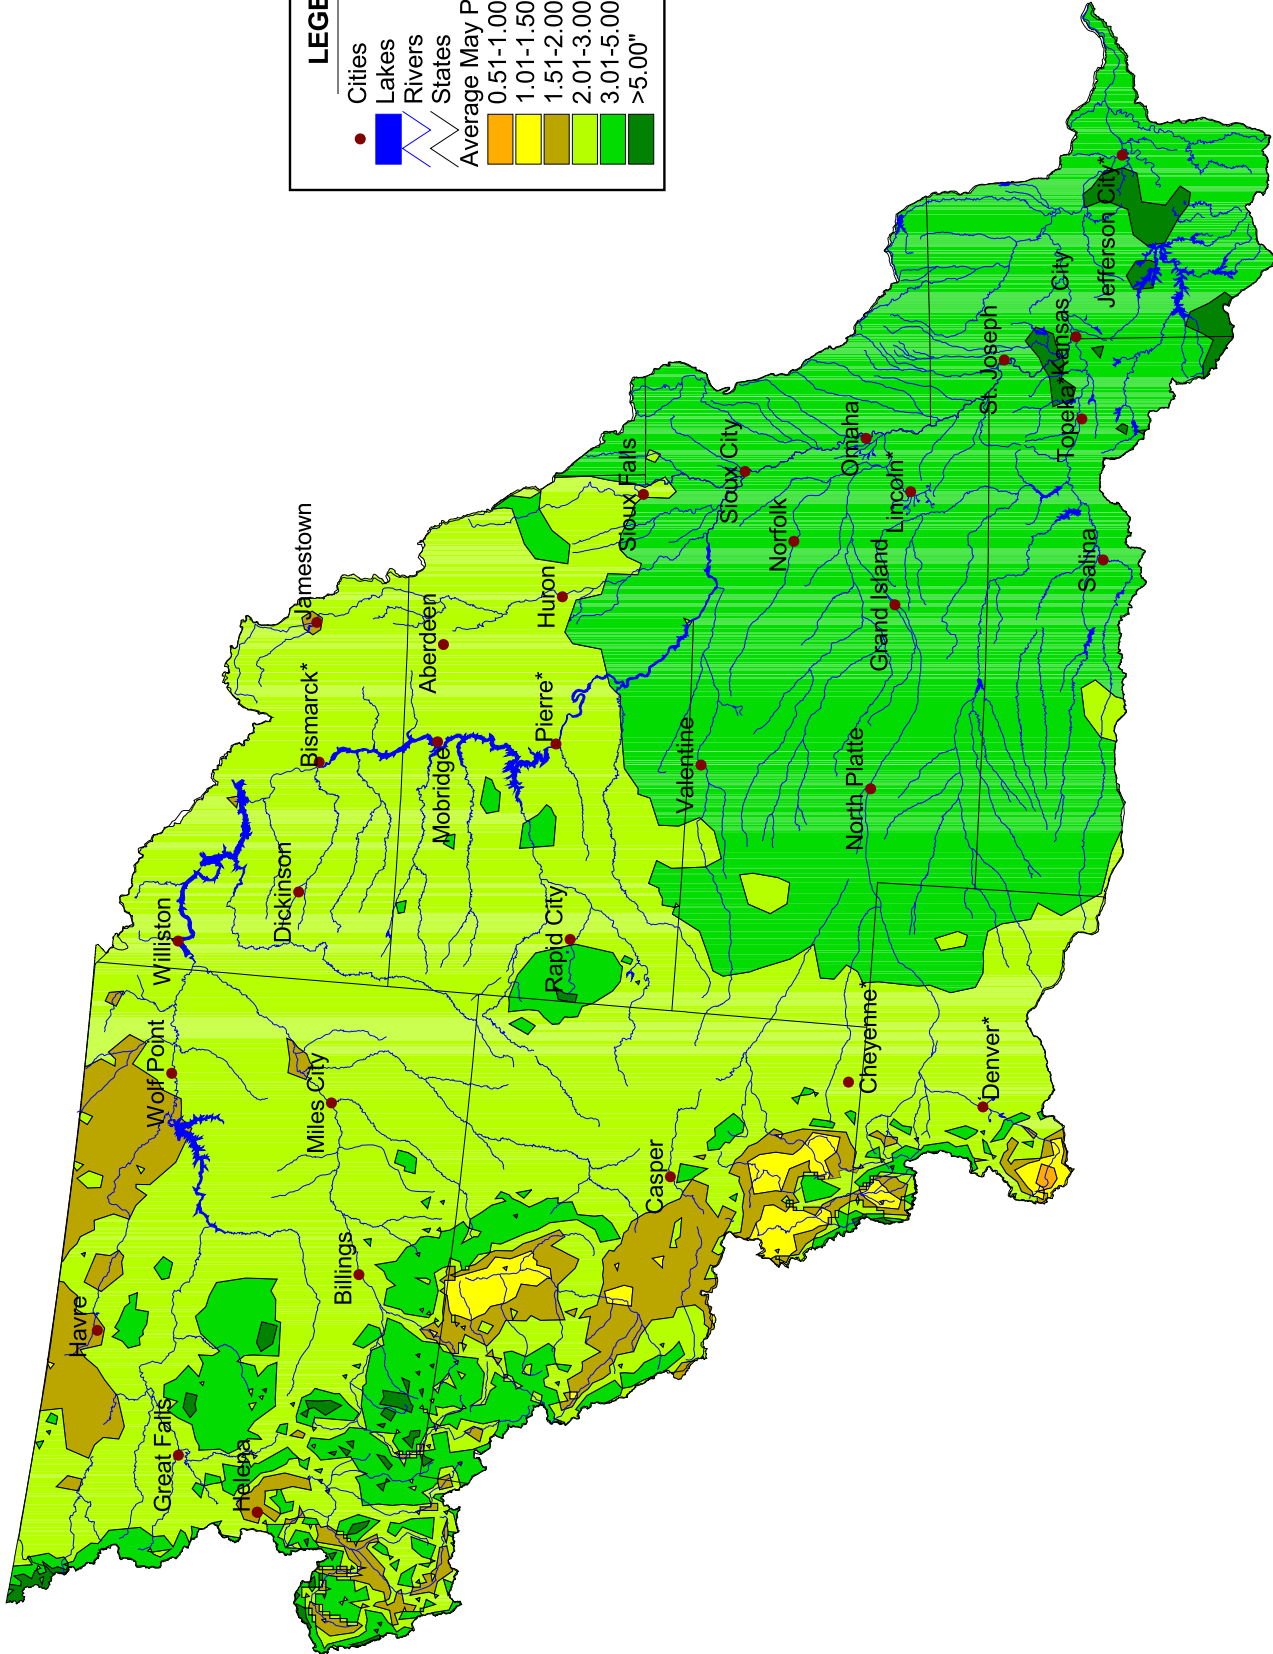 LEGE
Cities
Lakes
Rivers
States
Average May P
0.51-1.00
1.01-1.50
1.51-2.00
2.01-3.00
3.01-5.00
>5.00"
Jamestown
Bismarck*
Aberdeen
Huron
Sioux Falls
Pierre*
Mobridge
Dickinson
Williston
Rapid City
Wolf Point
Miles City
Havre
Great Falls
Helena
Billings
Casper
Cheyenne*
Denver*
Valentine
North Platte
Grand Island
Norfolk
Sioux City
Omaha
Lincoln*
Salina
Topeka*
St. Joseph
Kansas City
Jefferson City*